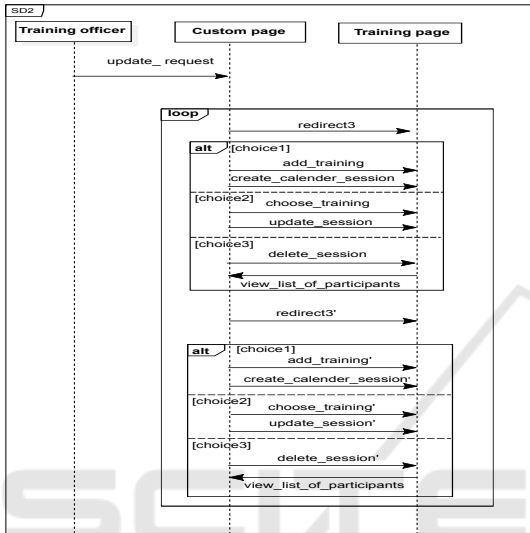 SD2
Training officer
Custom page
Training page
update_ request
loop
redirect3
alt
[choice1]
add_training
create_calender_session
[choice2]
choose_training
update_session
[choice3]
delete_session
view_list_of_participants
redirect3'
alt
[choice1]
add_training'
create_calender_session'
[choice2]
choose_training'
update_session'
[choice3]
delete_session'
view_list_of_participants
SCITE